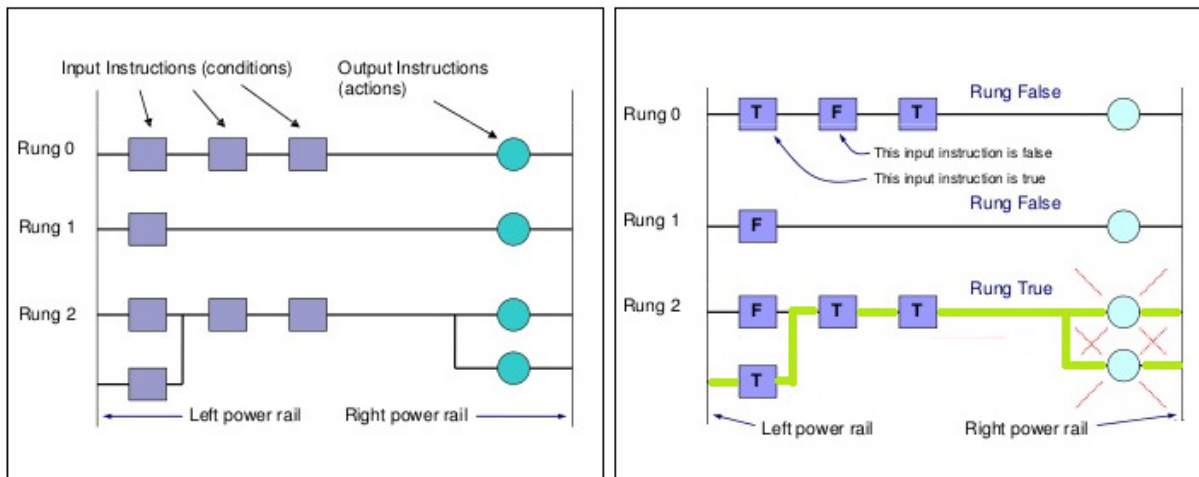 Input Instructions (conditions)
Output Instructions
(actions)
Rung 0
Rung 1
Rung 2
Left power rail
Right power rail
Rung 0
T
F
T
Rung False
This input instruction is false
This input instruction is true
Rung 1
F
Rung False
Rung 2
F
T
T
Rung True
T
Left power rail
Right power rail